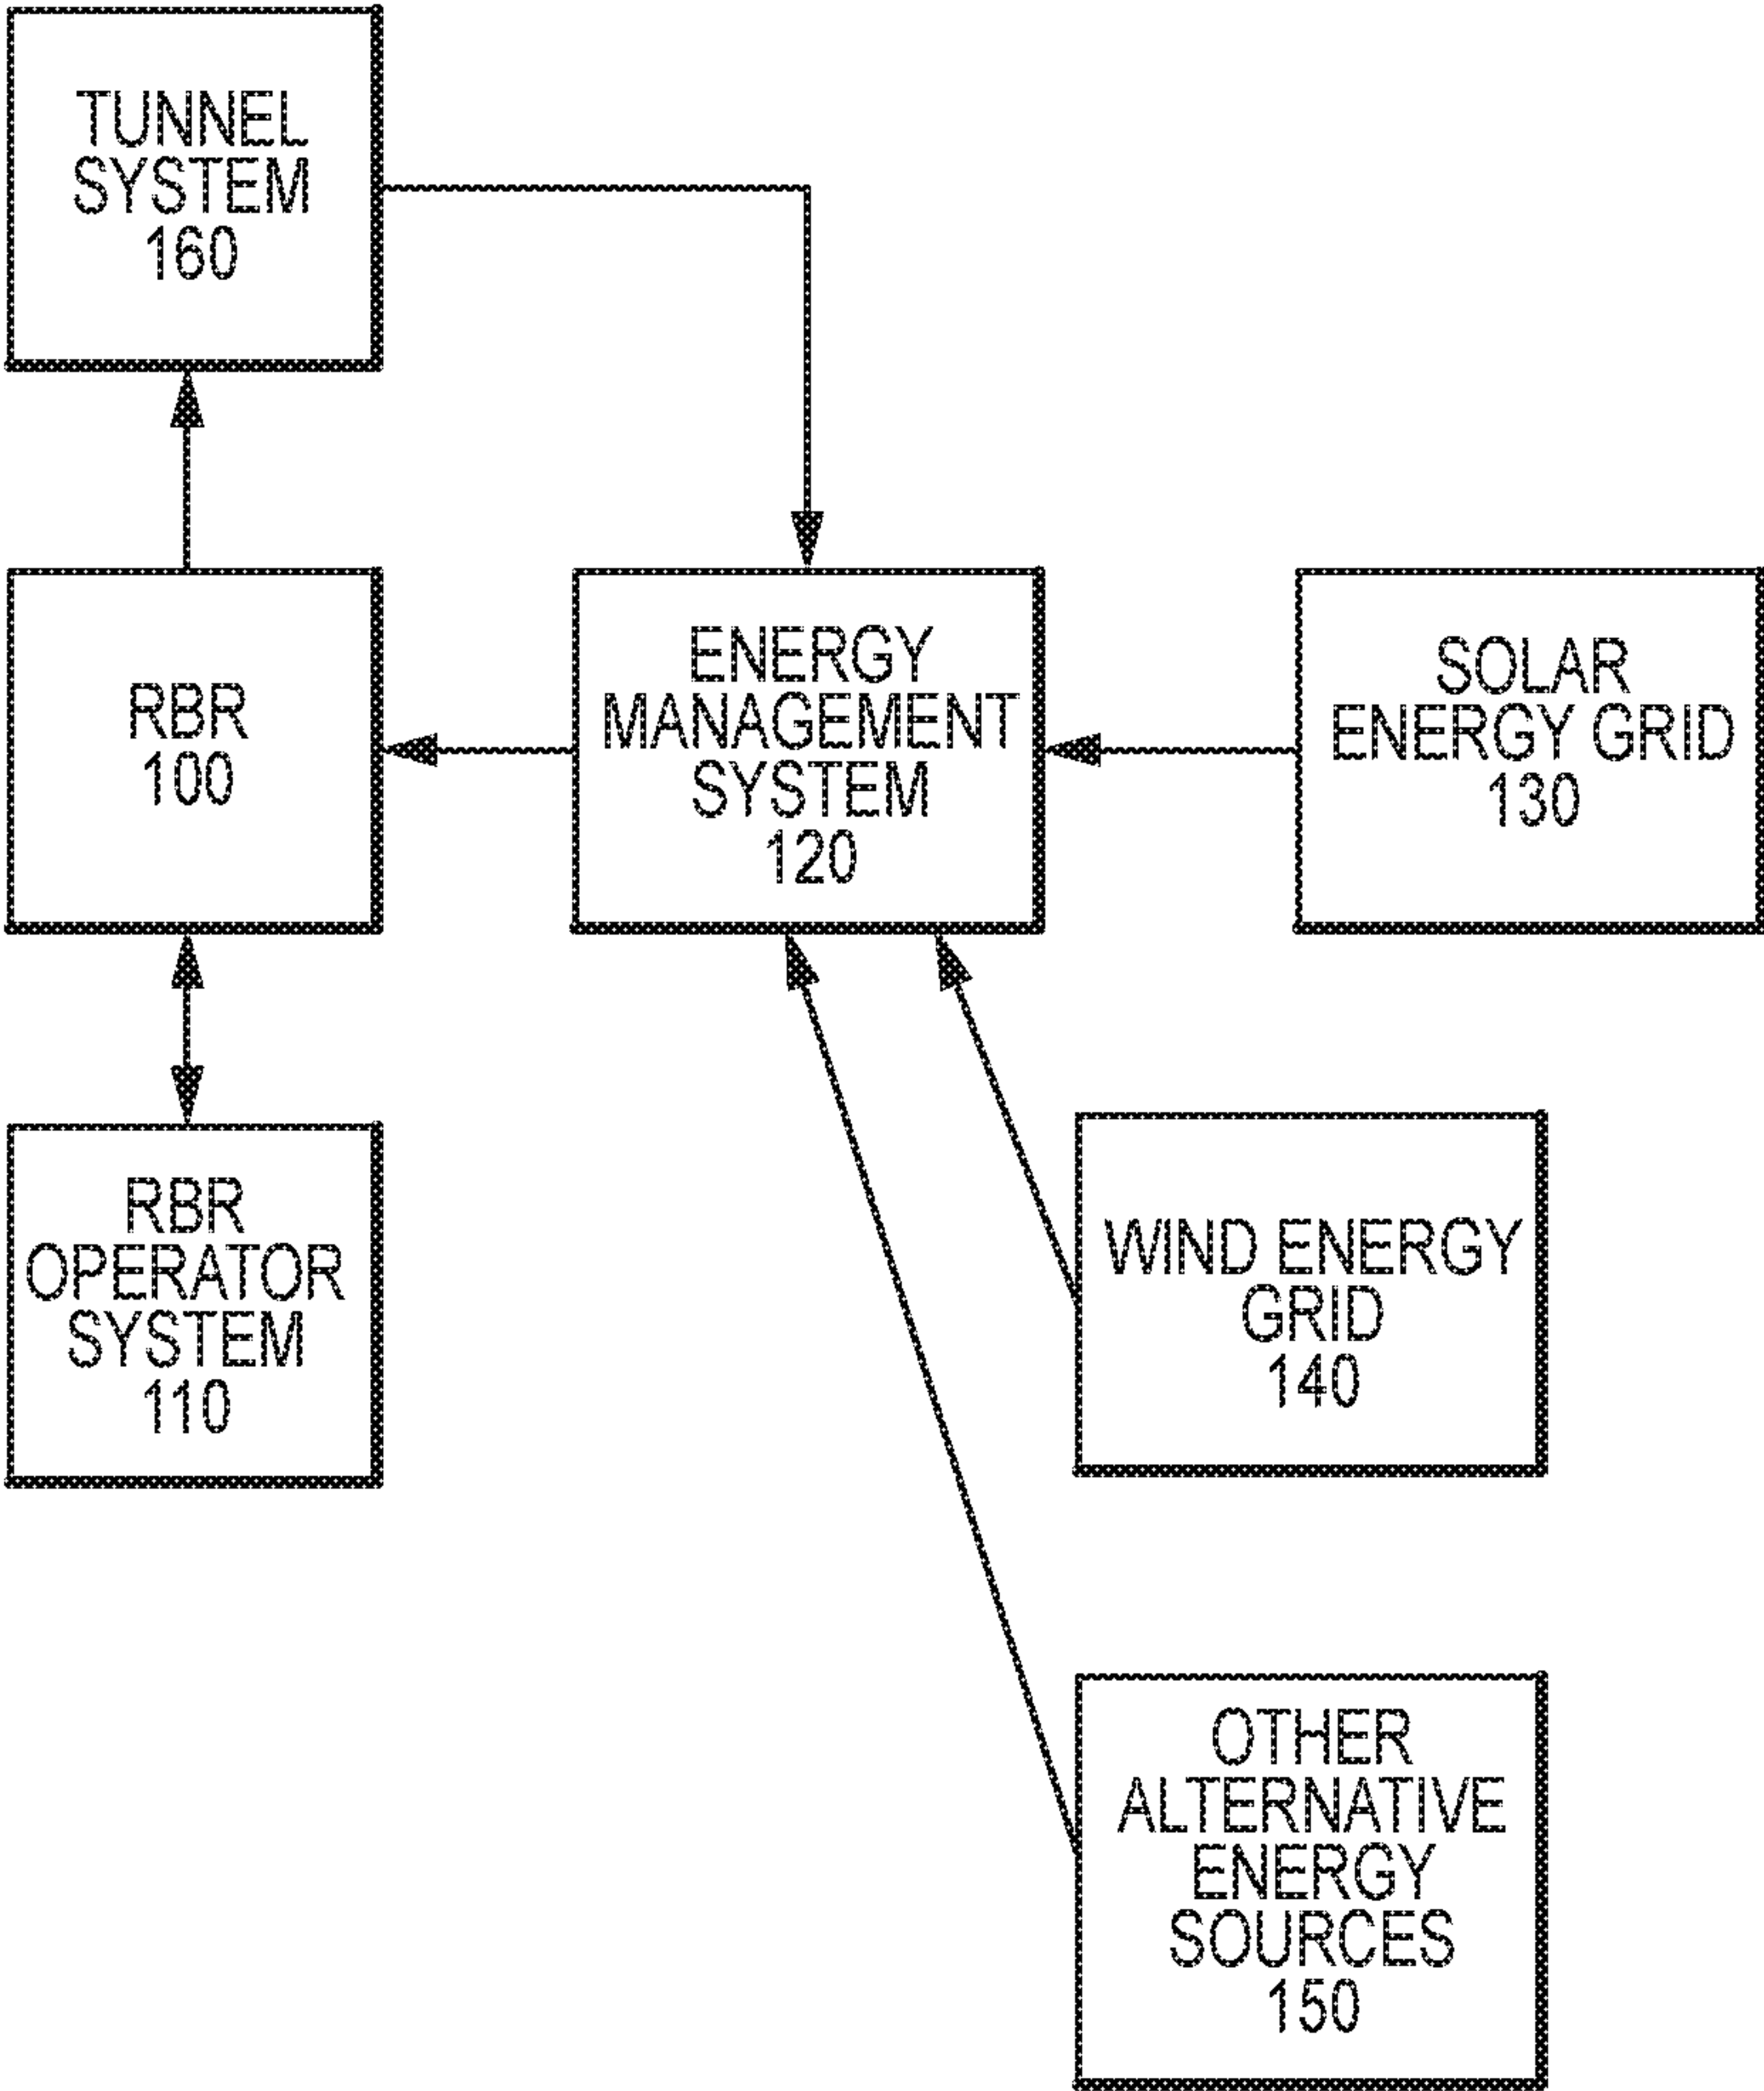 TUNNEL
SYSTEM
160
RBR
100
ENERGY
MANAGEMENT
SYSTEM
120
SOLAR
ENERGY GRID
130
RBR
OPERATOR
SYSTEM
110
WIND ENERGY
GRID
140
OTHER
ALTERNATIVE
ENERGY
SOURCES
150